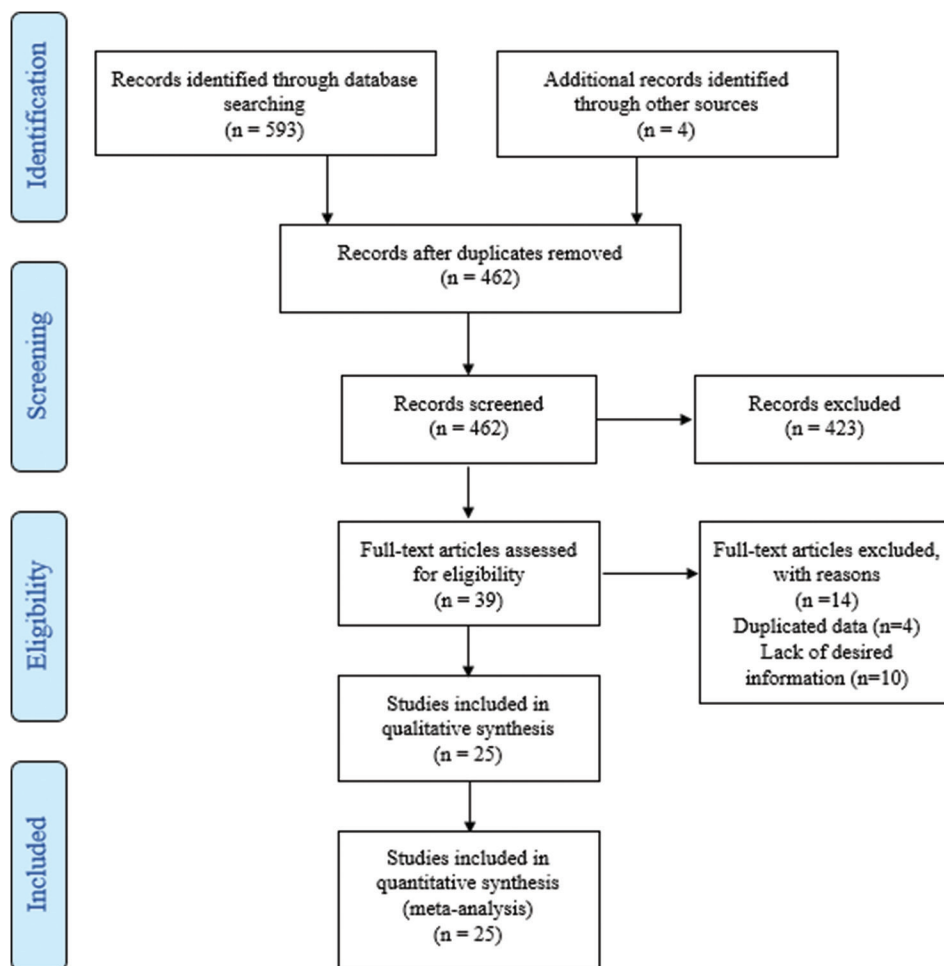 Identification
Records identified through database
searching
(n = 593)
Additional records identified
through other sources
(n = 4)
Records after duplicates removed
(n = 462)
Screening
Records screened
(n = 462)
Records excluded
(n = 423)
Eligibility
Full-text articles assessed
for eligibility
(n = 39)
Full-text articles excluded,
with reasons
(n =14)
Duplicated data (n=4)
Lack of desired
information (n=10)
Studies included in
qualitative synthesis
(n = 25)
Included
Studies included in
quantitative synthesis
(meta-analysis)
(n = 25)